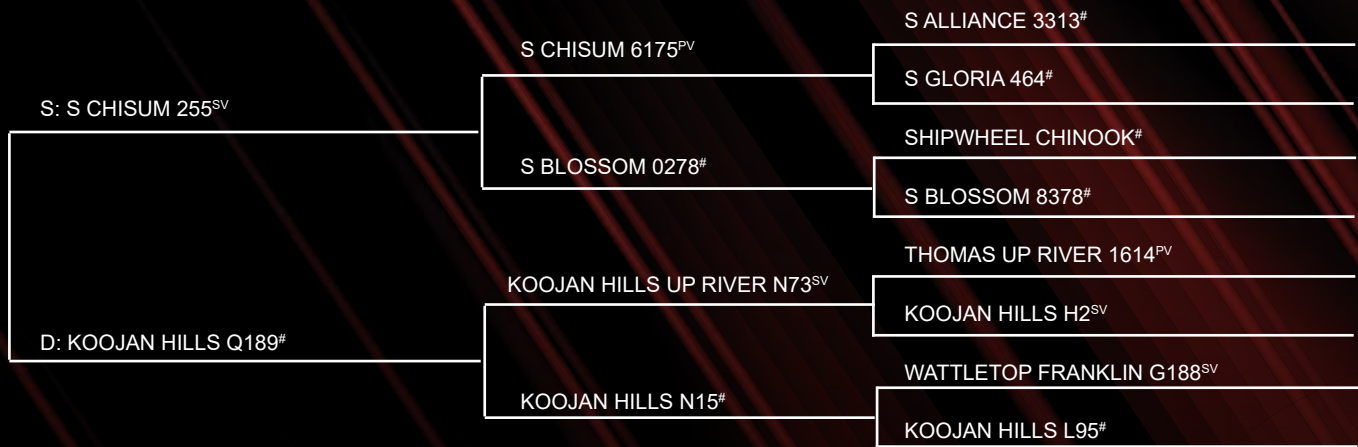 S ALLIANCE 3313#
S CHISUM 6175PV
S GLORIA 464#
S: S CHISUM 255SV
SHIPWHEEL CHINOOK#
S BLOSSOM 0278#
S BLOSSOM 8378#
THOMAS UP RIVER 1614PV
KOOJAN HILLS UP RIVER N73SV
KOOJAN HILLS H2SV
D: KOOJAN HILLS Q189#
WATTLETOP FRANKLIN G188SV
KOOJAN HILLS N15#
KOOJAN HILLS L95#